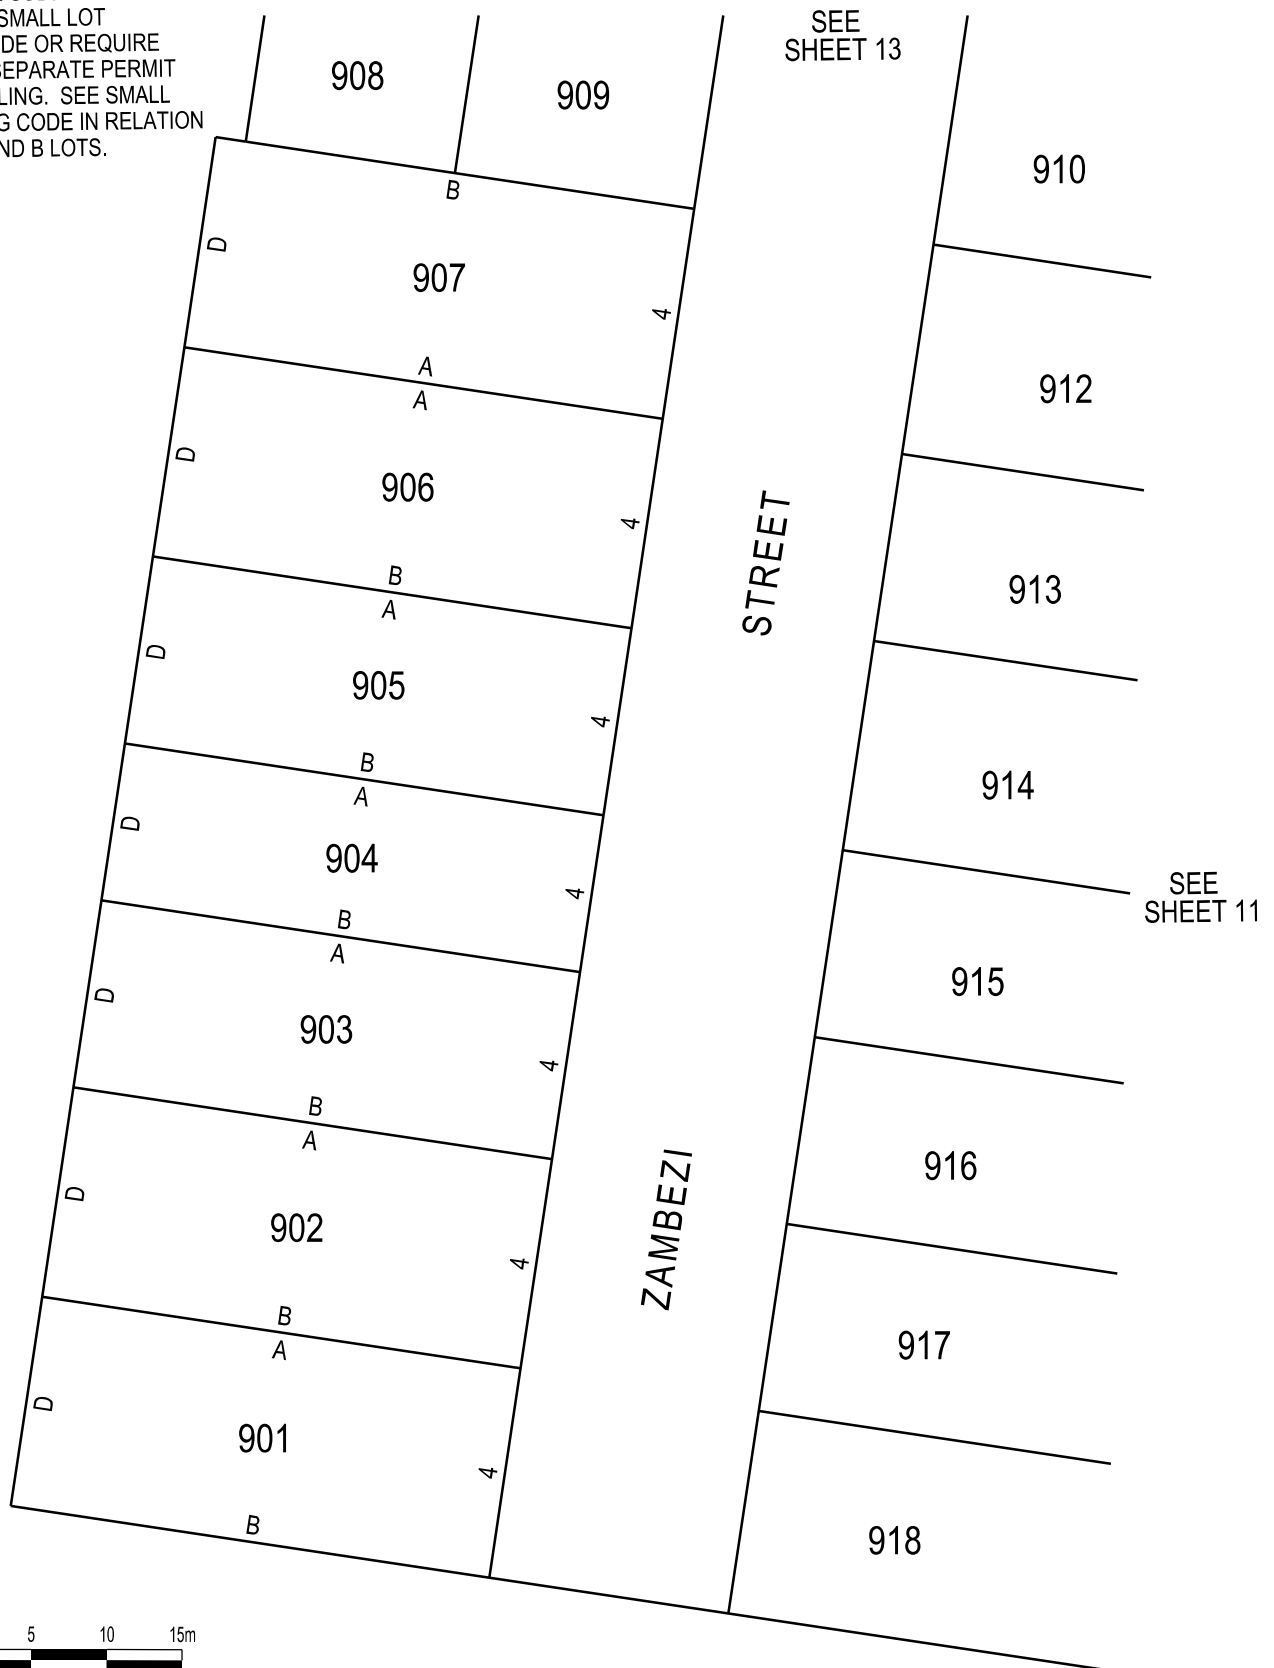 SMALL LOT
DE OR REQUIRE
SEPARATE PERMIT
LING. SEE SMALL
G CODE IN RELATION
ND B LOTS.
SEE
SHEET 13
908
909
910
B
D
907
4
912
A
A
D
906
4
STREET
913
B
A
D
905
4
914
B
A
D
904
4
SEE
SHEET 11
B
A
915
D
903
4
B
A
ZAMBEZI
916
D
902
4
B
A
917
D
901
4
B
918
5 10 15m